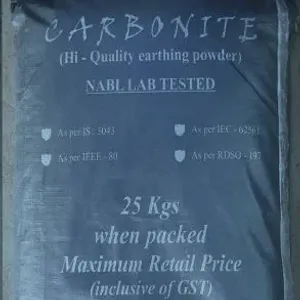 CARBONITE
(Hi - Quality earthing powder)
NABL LAB TESTED
As per IS : 3043
As per IEC - 62561
As per IEEE - 80
As per RDSO - 197
25 Kgs
when packed
Maximum Retail Price
(inclusive of GST)